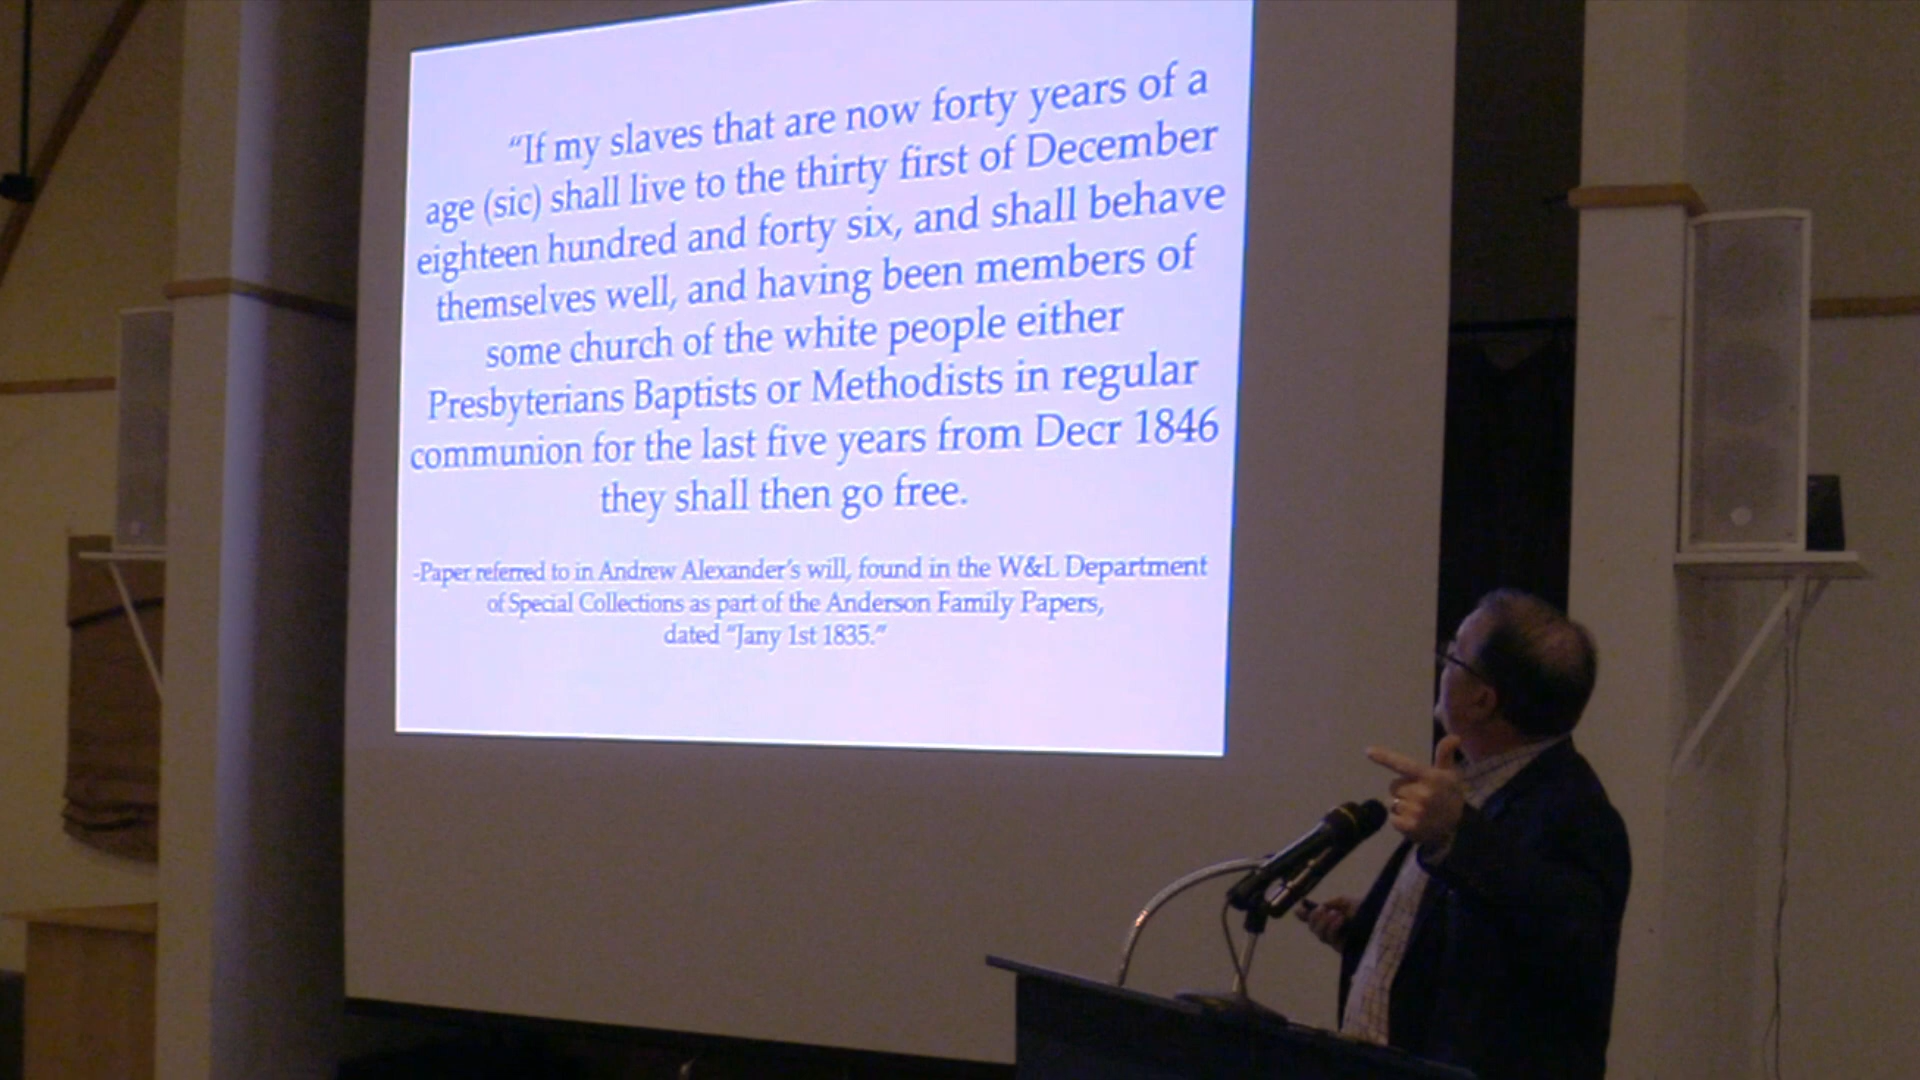 “If my slaves that are now forty years of a
age (sic) shall live to the thirty first of December
eighteen hundred and forty six, and shall behave
themselves well, and having been members of
some church of the white people either
Presbyterians Baptists or Methodists in regular
communion for the last five years from Decr 1846
they shall then go free.
-Paper referred to in Andrew Alexander’s will, found in the W&L Department
of Special Collections as part of the Anderson Family Papers,
dated “Jany 1st 1835.”